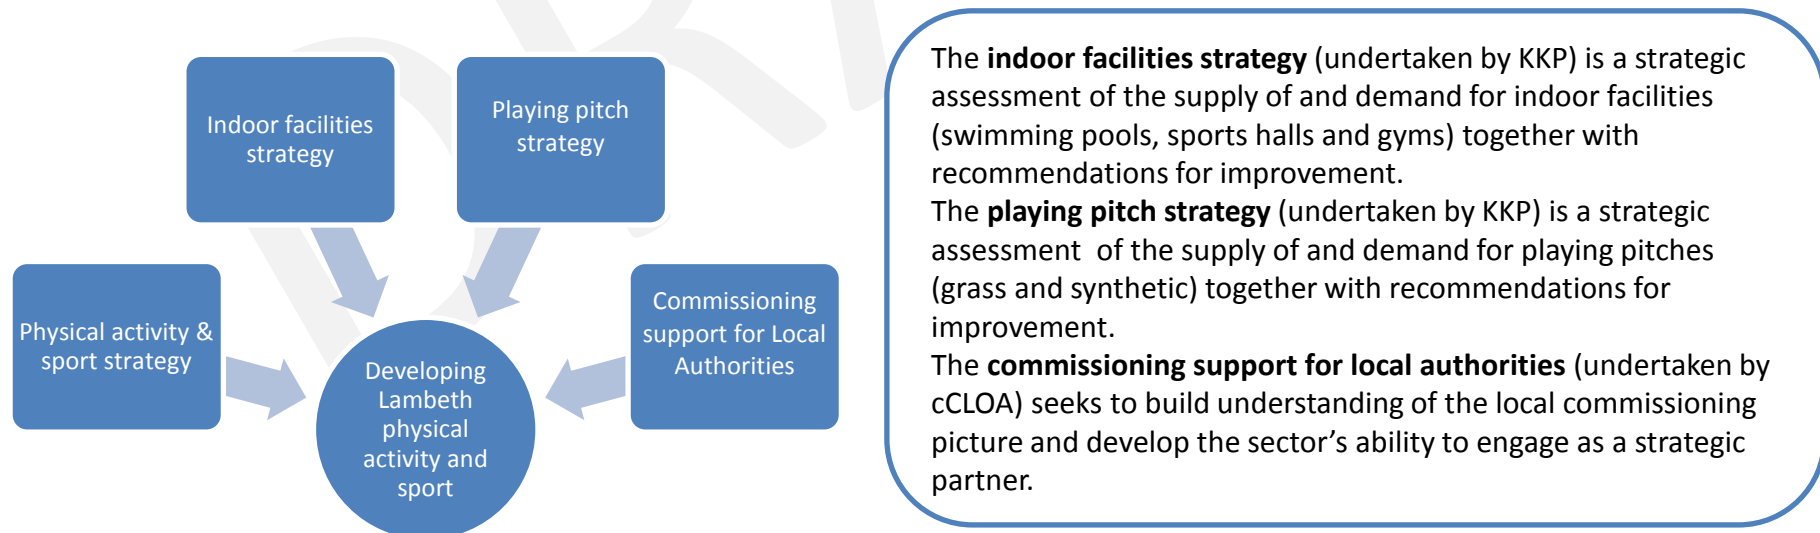 Indoor facilities
strategy
Playing pitch
strategy
Physical activity &
sport strategy
Commissioning
support for Local
Authorities
Developing
Lambeth
physical
activity and
sport
The indoor facilities strategy (undertaken by KKP) is a strategic
assessment of the supply of and demand for indoor facilities
(swimming pools, sports halls and gyms) together with
recommendations for improvement.
The playing pitch strategy (undertaken by KKP) is a strategic
assessment of the supply of and demand for playing pitches
(grass and synthetic) together with recommendations for
improvement.
The commissioning support for local authorities (undertaken by
cCLOA) seeks to build understanding of the local commissioning
picture and develop the sector’s ability to engage as a strategic
partner.